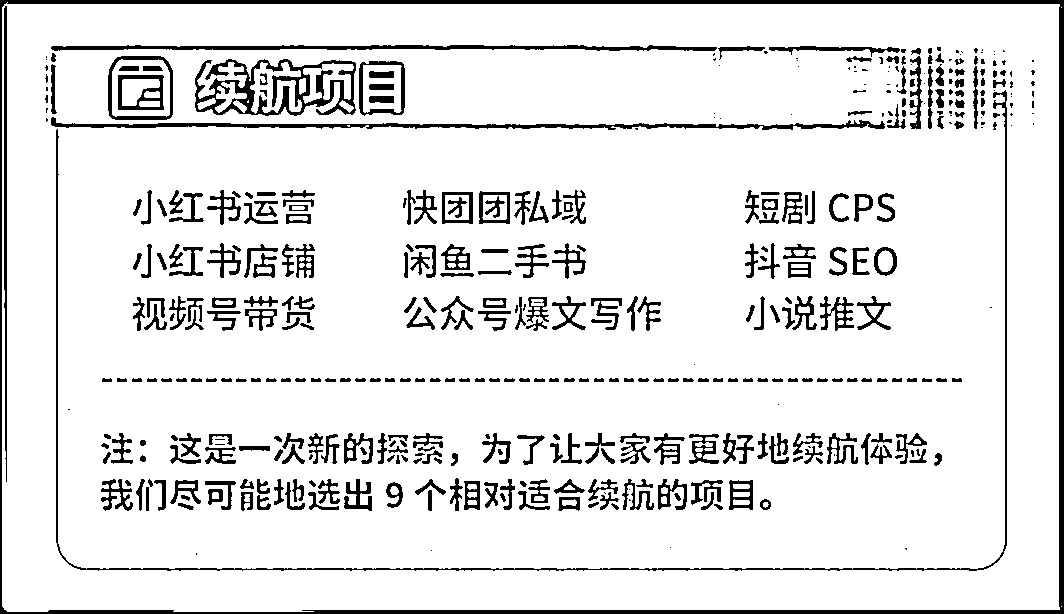 续航项目
小红书运营 快团团私域 短剧 CPS
小红书店铺 闲鱼二手书 抖音 SEO
视频号带货 公众号爆文写作 小说推文
注：这是一次新的探索，为了让大家有更好地续航体验，
我们尽可能地选出 9 个相对适合续航的项目。